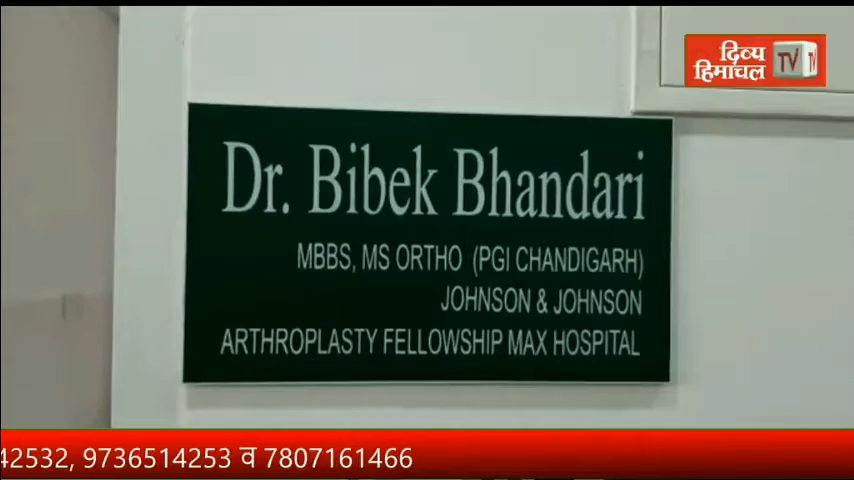 दिव्य
हिमाचल
TV
TV
Dr. Bibek Bhandari
MBBS, MS ORTHO (PGI CHANDIGARH)
JOHNSON & JOHNSON
ARTHROPLASTY FELLOWSHIP MAX HOSPITAL
42532, 9736514253 व 7807161466